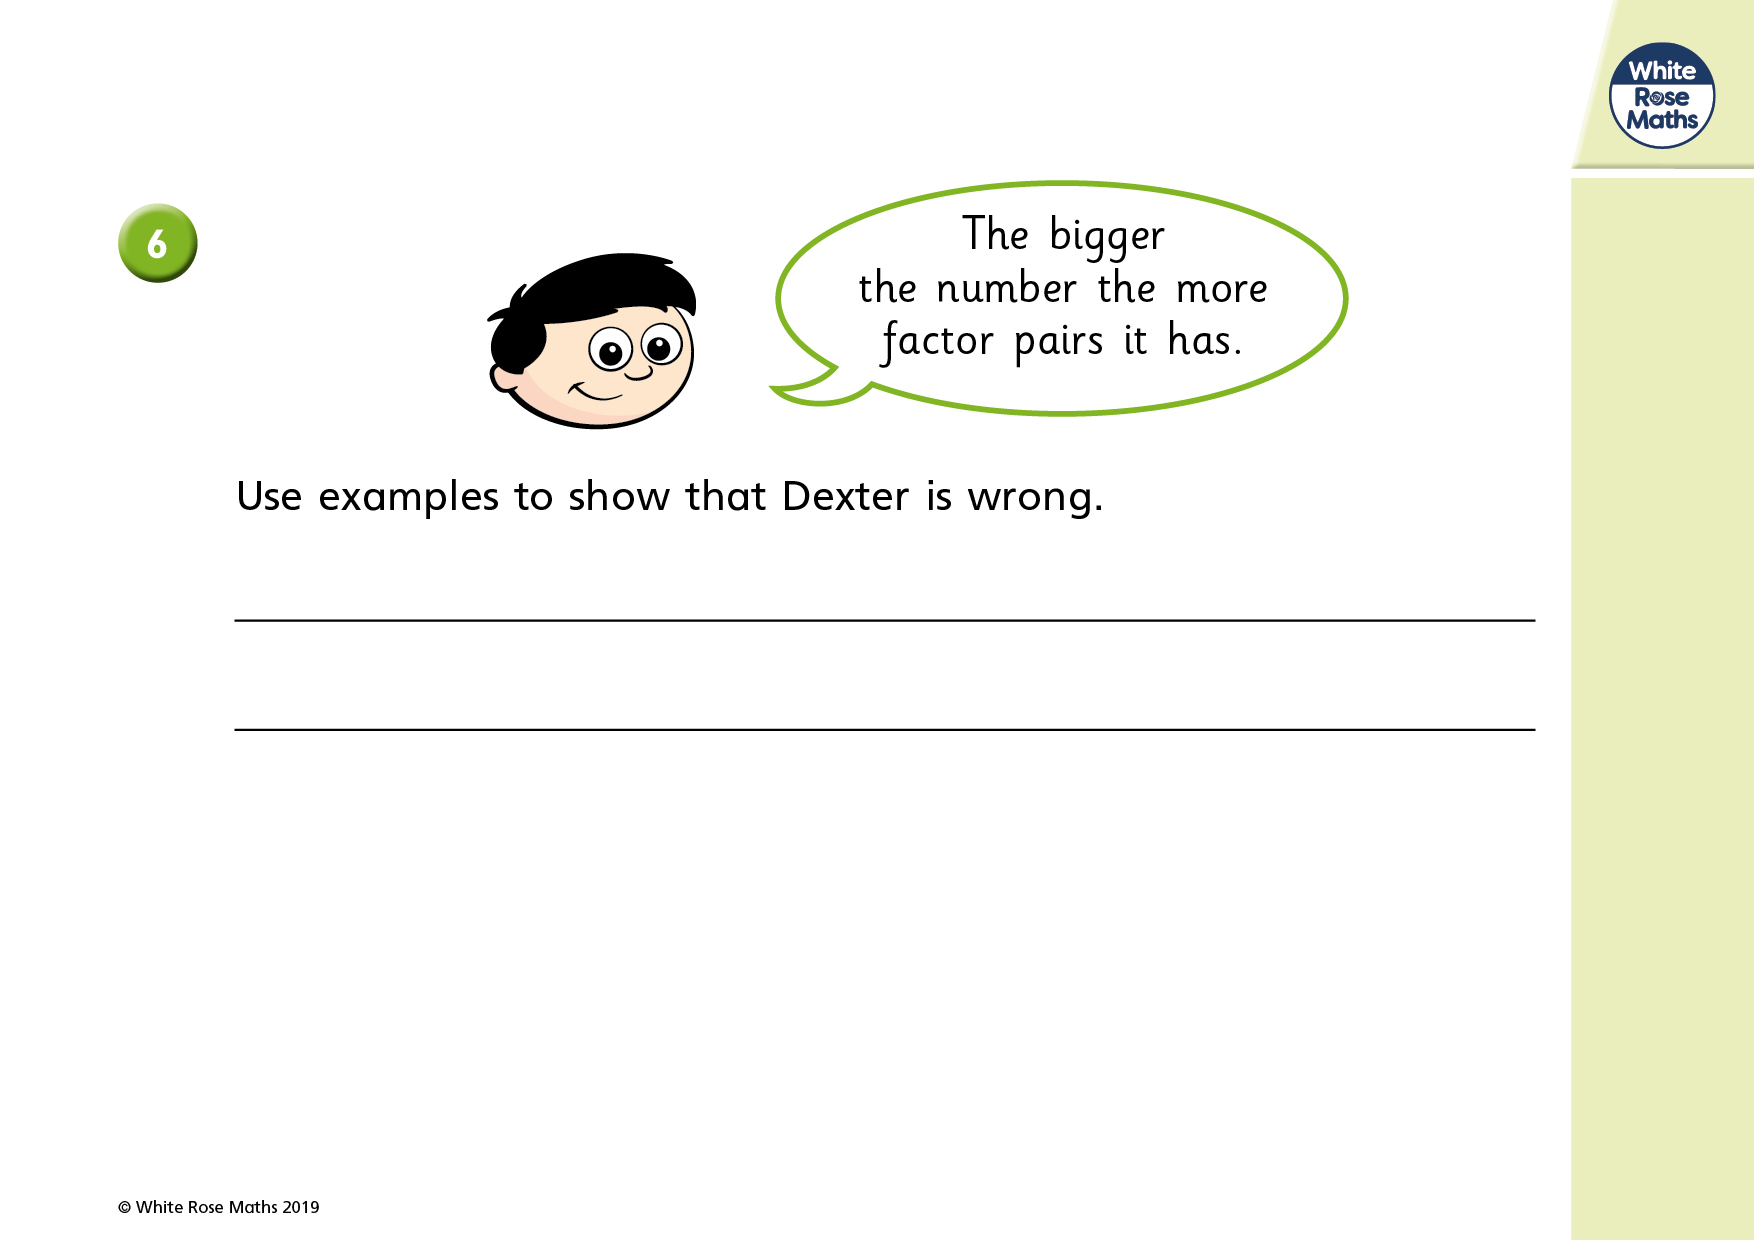 White
Rose
Maths
6
The bigger
the number the more
factor pairs it has.
Use examples to show that Dexter is wrong.
© White Rose Maths 2019